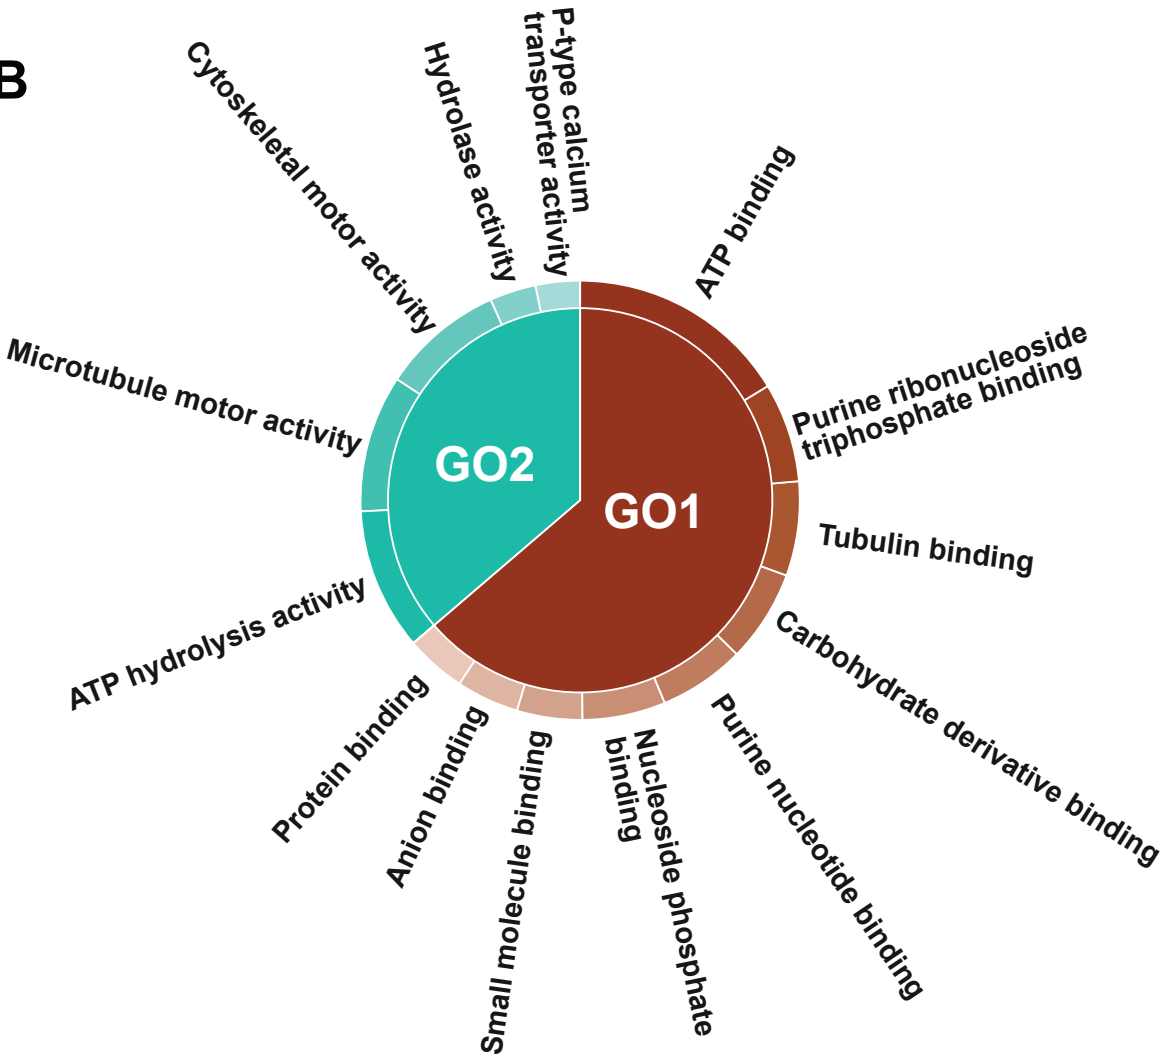 B
P-type calcium
transporter activity
Hydrolase activity
Cytoskeletal motor activity
Microtubule motor activity
ATP hydrolysis activity
GO2
GO1
ATP binding
Purine ribonucleoside
triphosphate binding
Tubulin binding
Carbohydrate derivative binding
Purine nucleotide binding
Nucleoside phosphate
binding
Small molecule binding
Anion binding
Protein binding